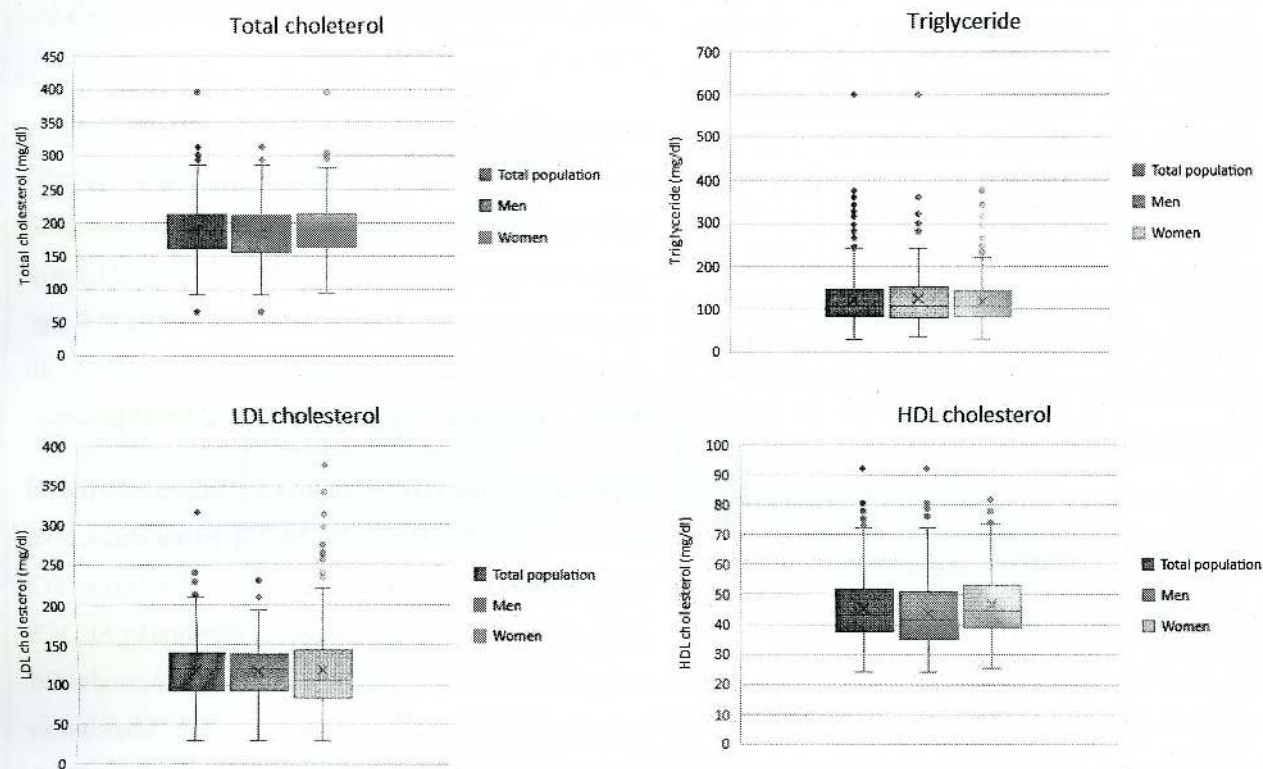 Total choleterol
Total cholesterol (mg/dl)
450
400
350
300
250
200
150
100
50
0
Total population
Men
Women
Triglyceride
Triglyceride (mg/dl)
700
600
500
400
300
200
100
0
Total population
Men
Women
LDL cholesterol
LDL cholesterol (mg/dl)
400
350
300
250
200
150
100
50
0
Total population
Men
Women
HDL cholesterol
HDL cholesterol (mg/dl)
100
90
80
70
60
50
40
30
20
10
0
Total population
Men
Women